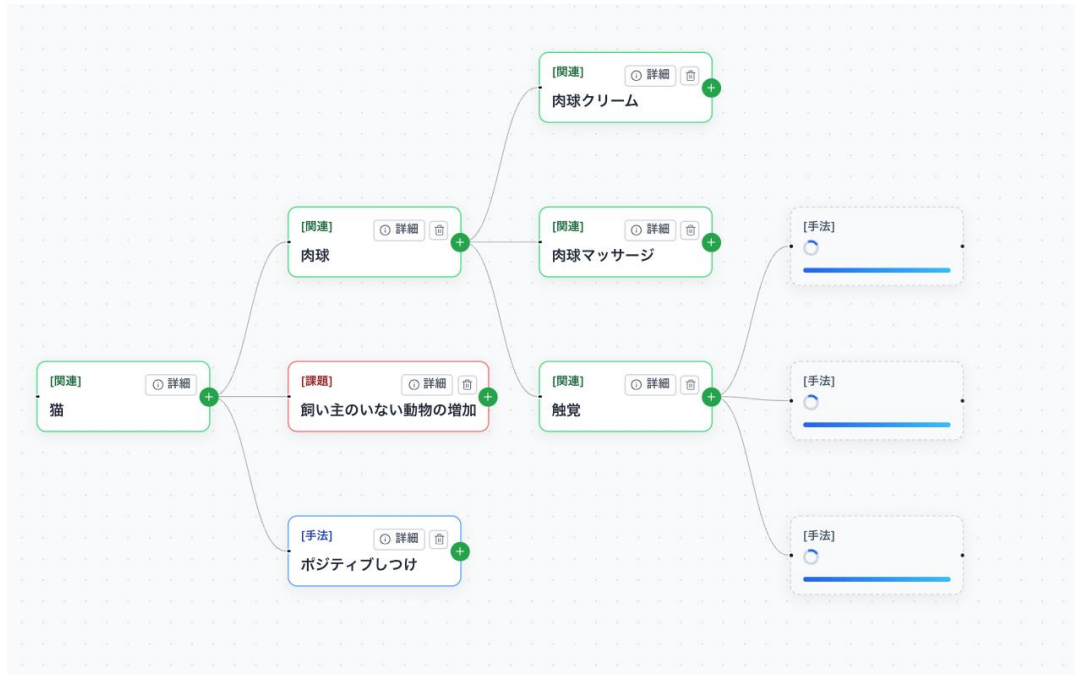 [関連] 詳細
肉球クリーム
[関連] 詳細
肉球
[関連] 詳細
肉球マッサージ
[手法]
[関連] 詳細
猫
[課題] 詳細
飼い主のいない動物の増加
[関連] 詳細
触覚
[手法]
[手法] 詳細
ポジティブしつけ
[手法]